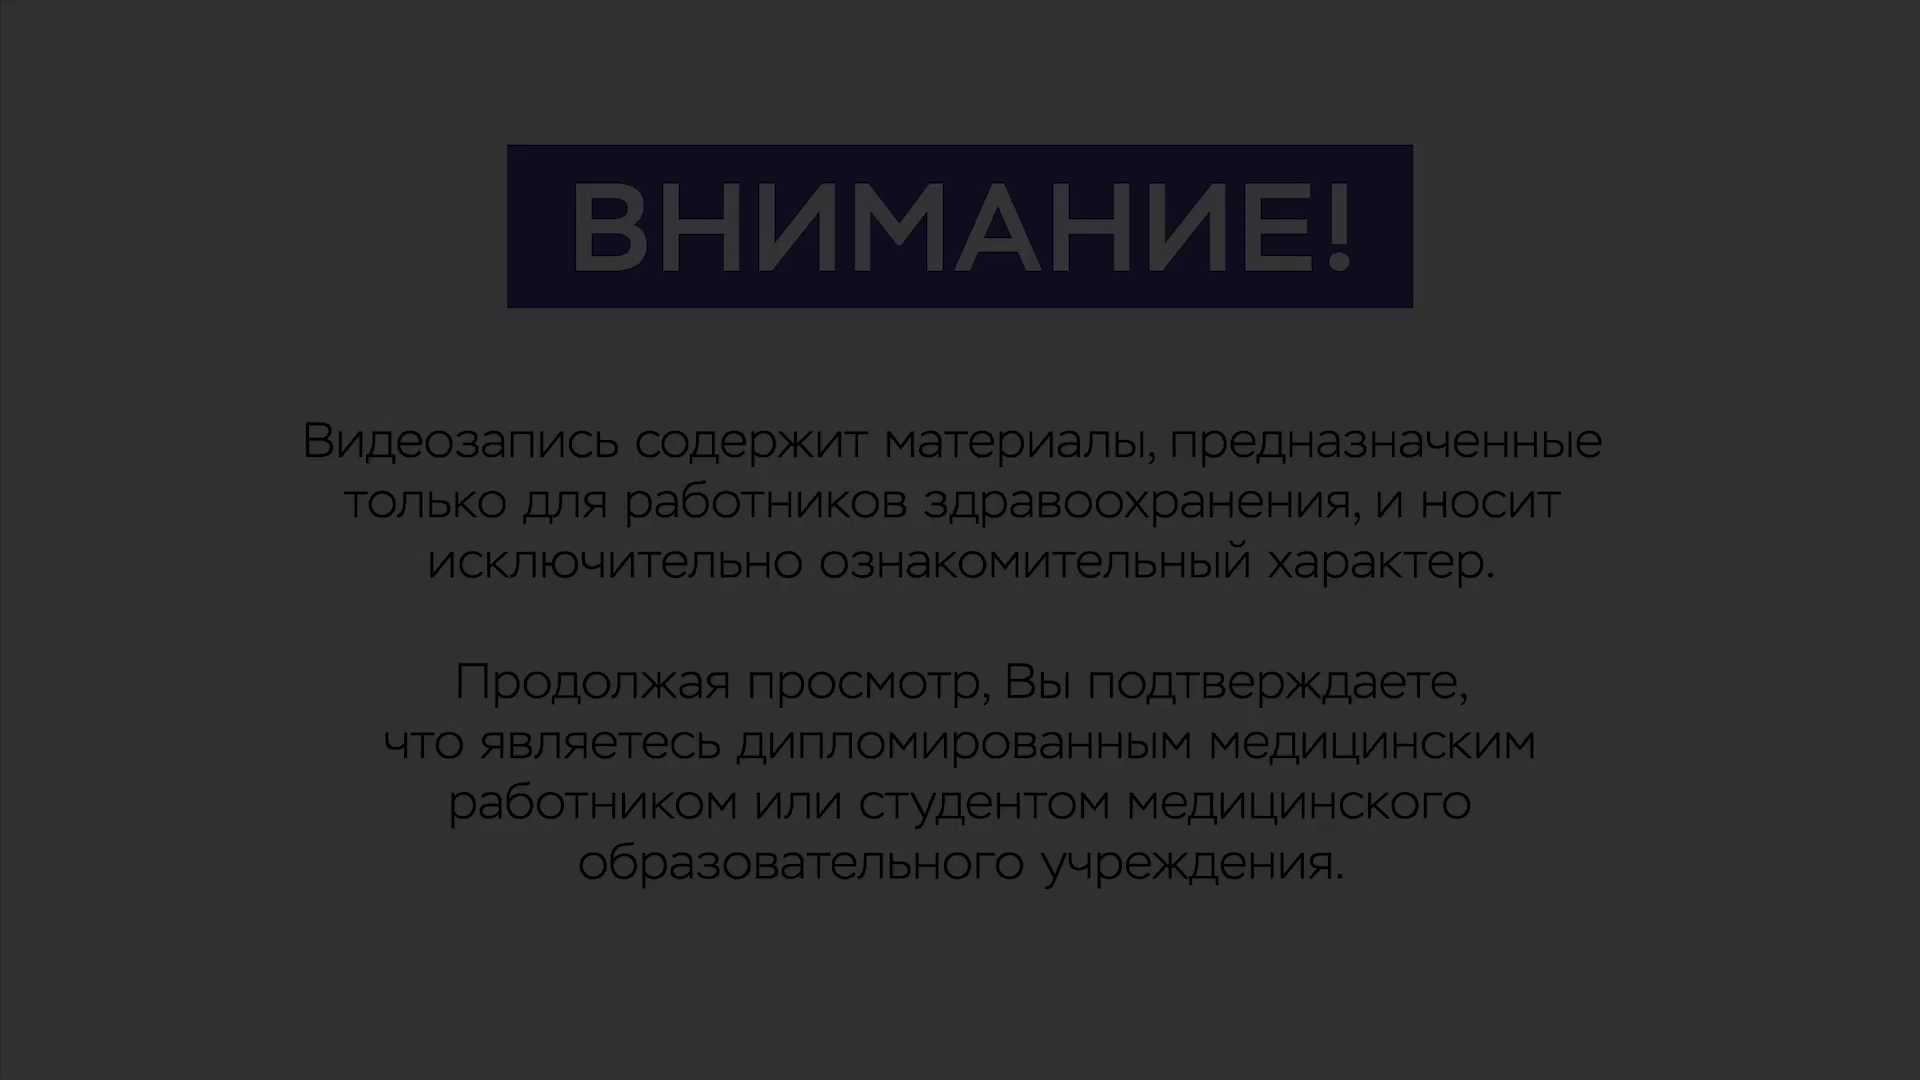 ВНИМАНИЕ!
Видеозапись содержит материалы, предназначенные
только для работников здравоохранения, и носит
исключительно ознакомительный характер.
Продолжая просмотр, Вы подтверждаете,
что являетесь дипломированным медицинским
работником или студентом медицинского
образовательного учреждения.